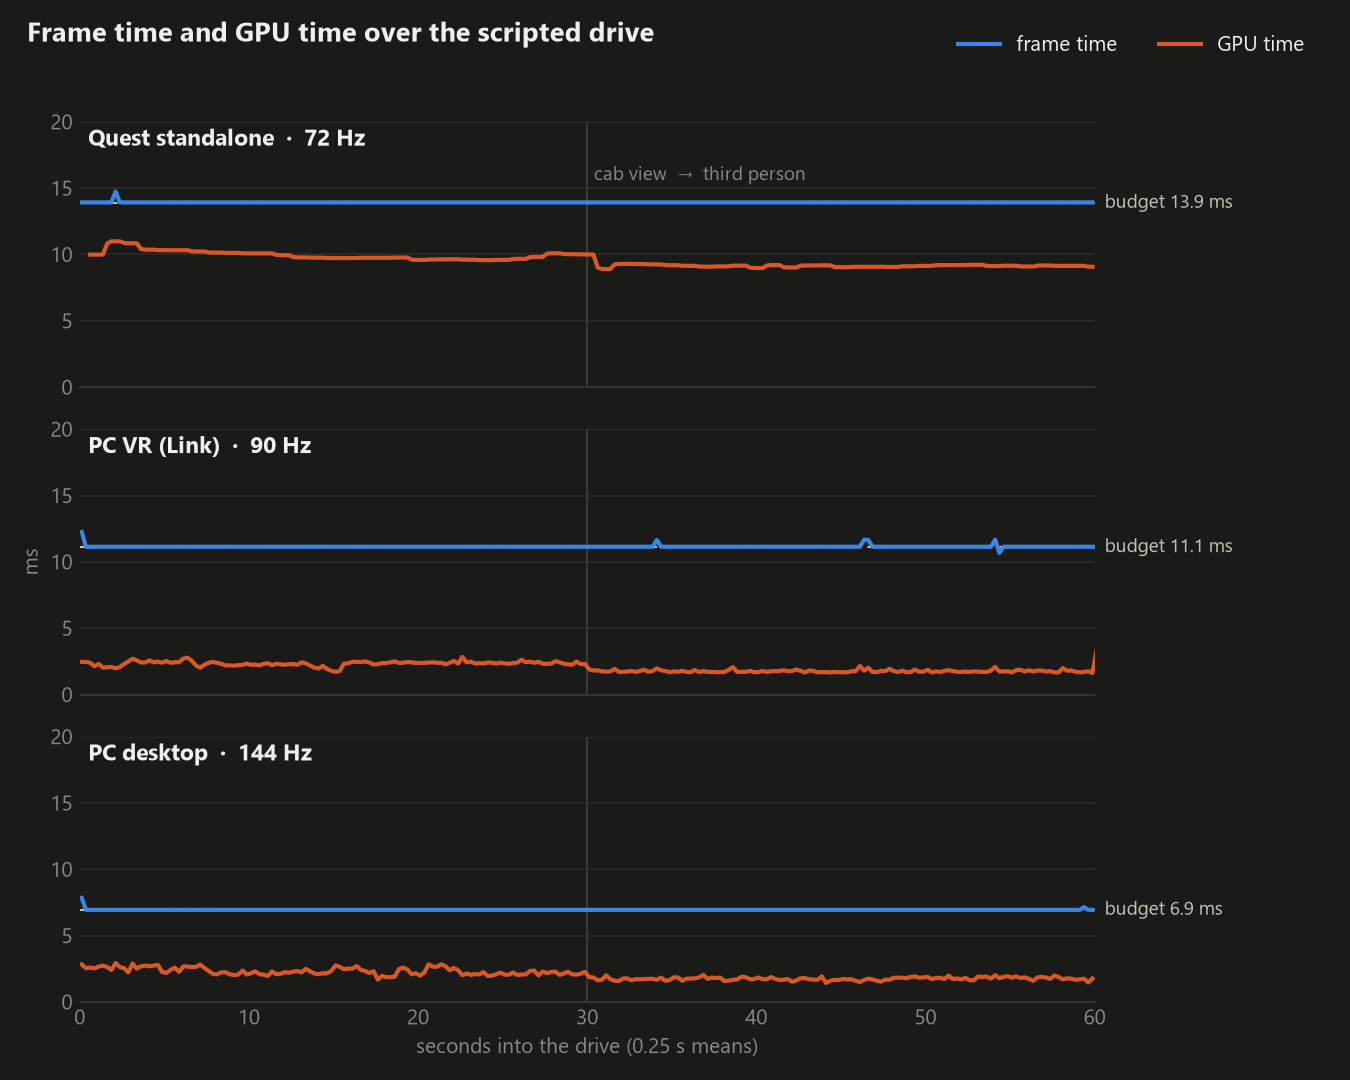 Frame time and GPU time over the scripted drive
frame time
GPU time
20
Quest standalone · 72 Hz
cab view → third person
15
budget 13.9 ms
10
5
0
20
PC VR (Link) · 90 Hz
15
budget 11.1 ms
10
ms
5
0
20
PC desktop · 144 Hz
15
10
budget 6.9 ms
5
0
0 10 20 30 40 50 60
seconds into the drive (0.25 s means)